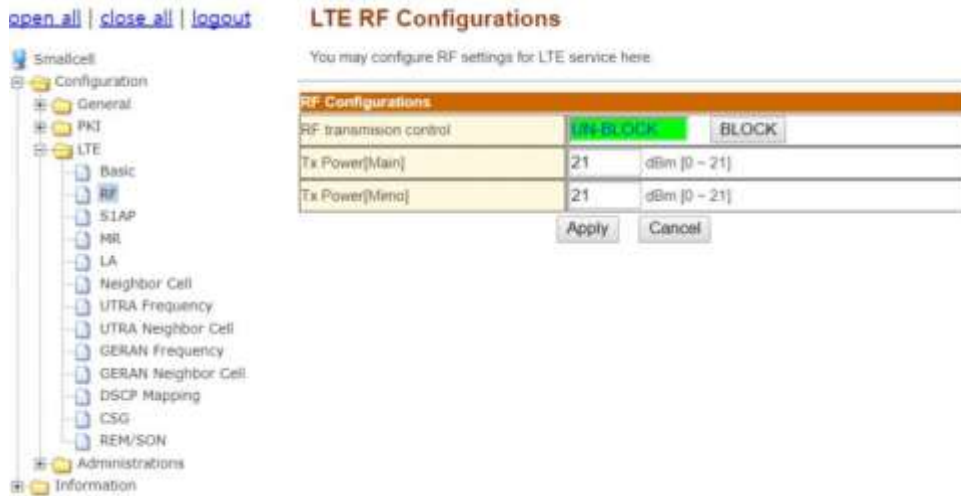 open all | close all | logout
Smallcell
Configuration
General
PKI
LTE
Basic
RF
S1AP
MR
LA
Neighbor Cell
UTRA Frequency
UTRA Neighbor Cell
GERAN Frequency
GERAN Neighbor Cell
DSCP Mapping
CSG
REM/SON
Administrations
Information
LTE RF Configurations
You may configure RF settings for LTE service here
RF Configurations
RF transmision control UN-BLOCK BLOCK
Tx Power[Main] 21 dBm [0 ~ 21]
Tx Power[Mimo] 21 dBm [0 ~ 21]
Apply Cancel